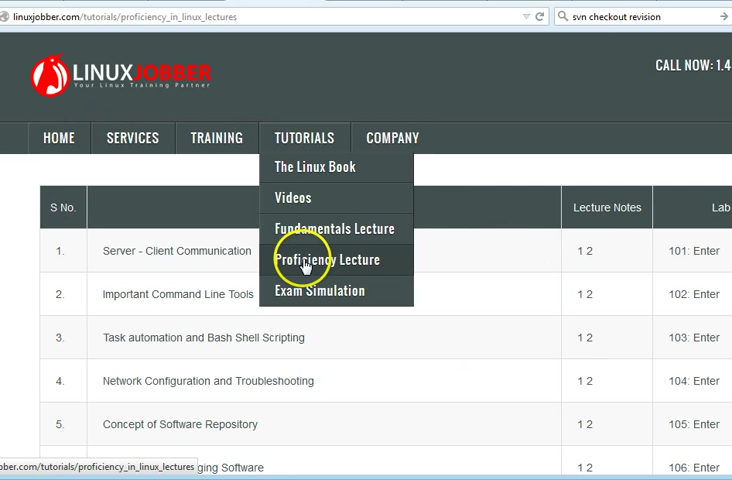 linuxjobber.com/tutorials/proficiency_in_linux_lectures
svn checkout revision
LINUXJOBBER
Your Linux Training Partner
CALL NOW: 1.4
HOME SERVICES TRAINING TUTORIALS COMPANY
The Linux Book
Videos
Fundamentals Lecture
Proficiency Lecture
Exam Simulation
S No. Lecture Notes Lab
1. Server - Client Communication 1 2 101: Enter
2. Important Command Line Tools 1 2 102: Enter
3. Task automation and Bash Shell Scripting 1 2 103: Enter
4. Network Configuration and Troubleshooting 1 2 104: Enter
5. Concept of Software Repository 1 2 105: Enter
ging Software 1 2 106: Enter
bber.com/tutorials/proficiency_in_linux_lectures